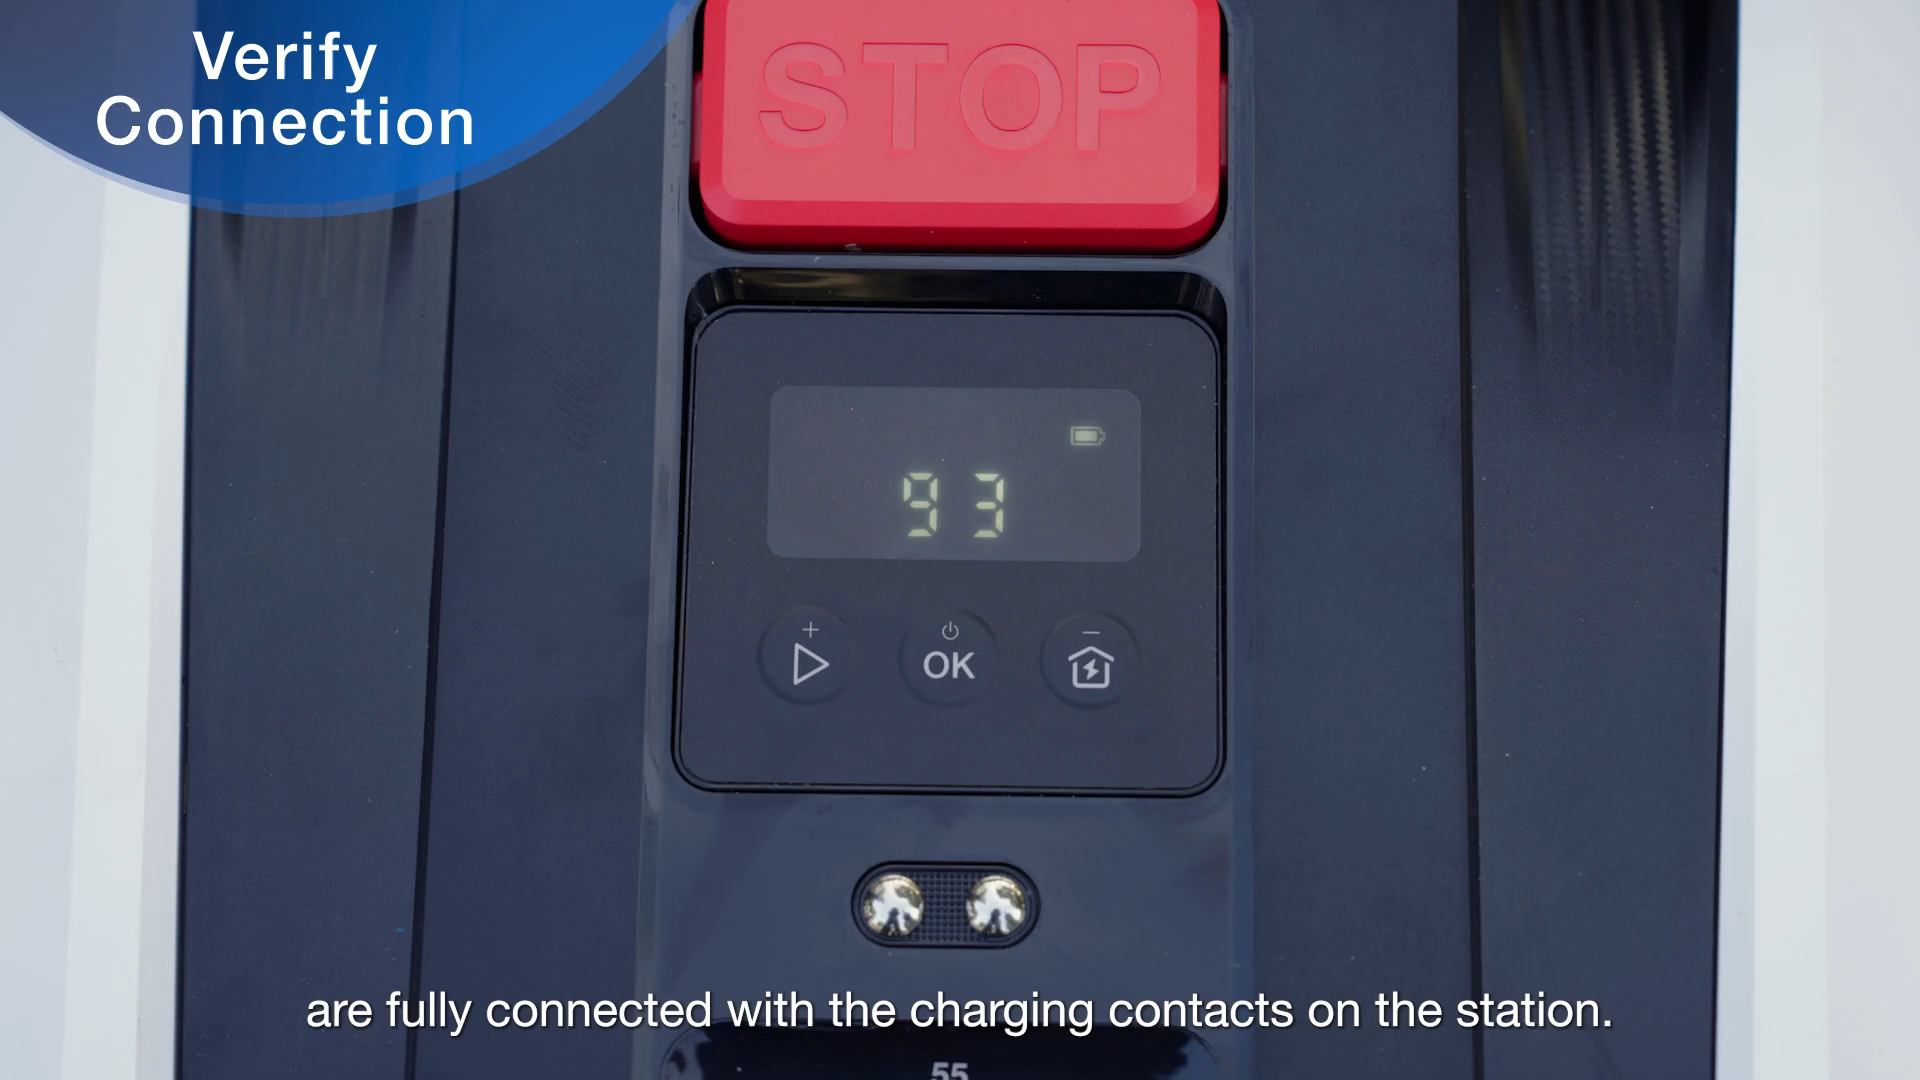 Verify
Connection
STOP
93
+
OK
−
are fully connected with the charging contacts on the station.
55